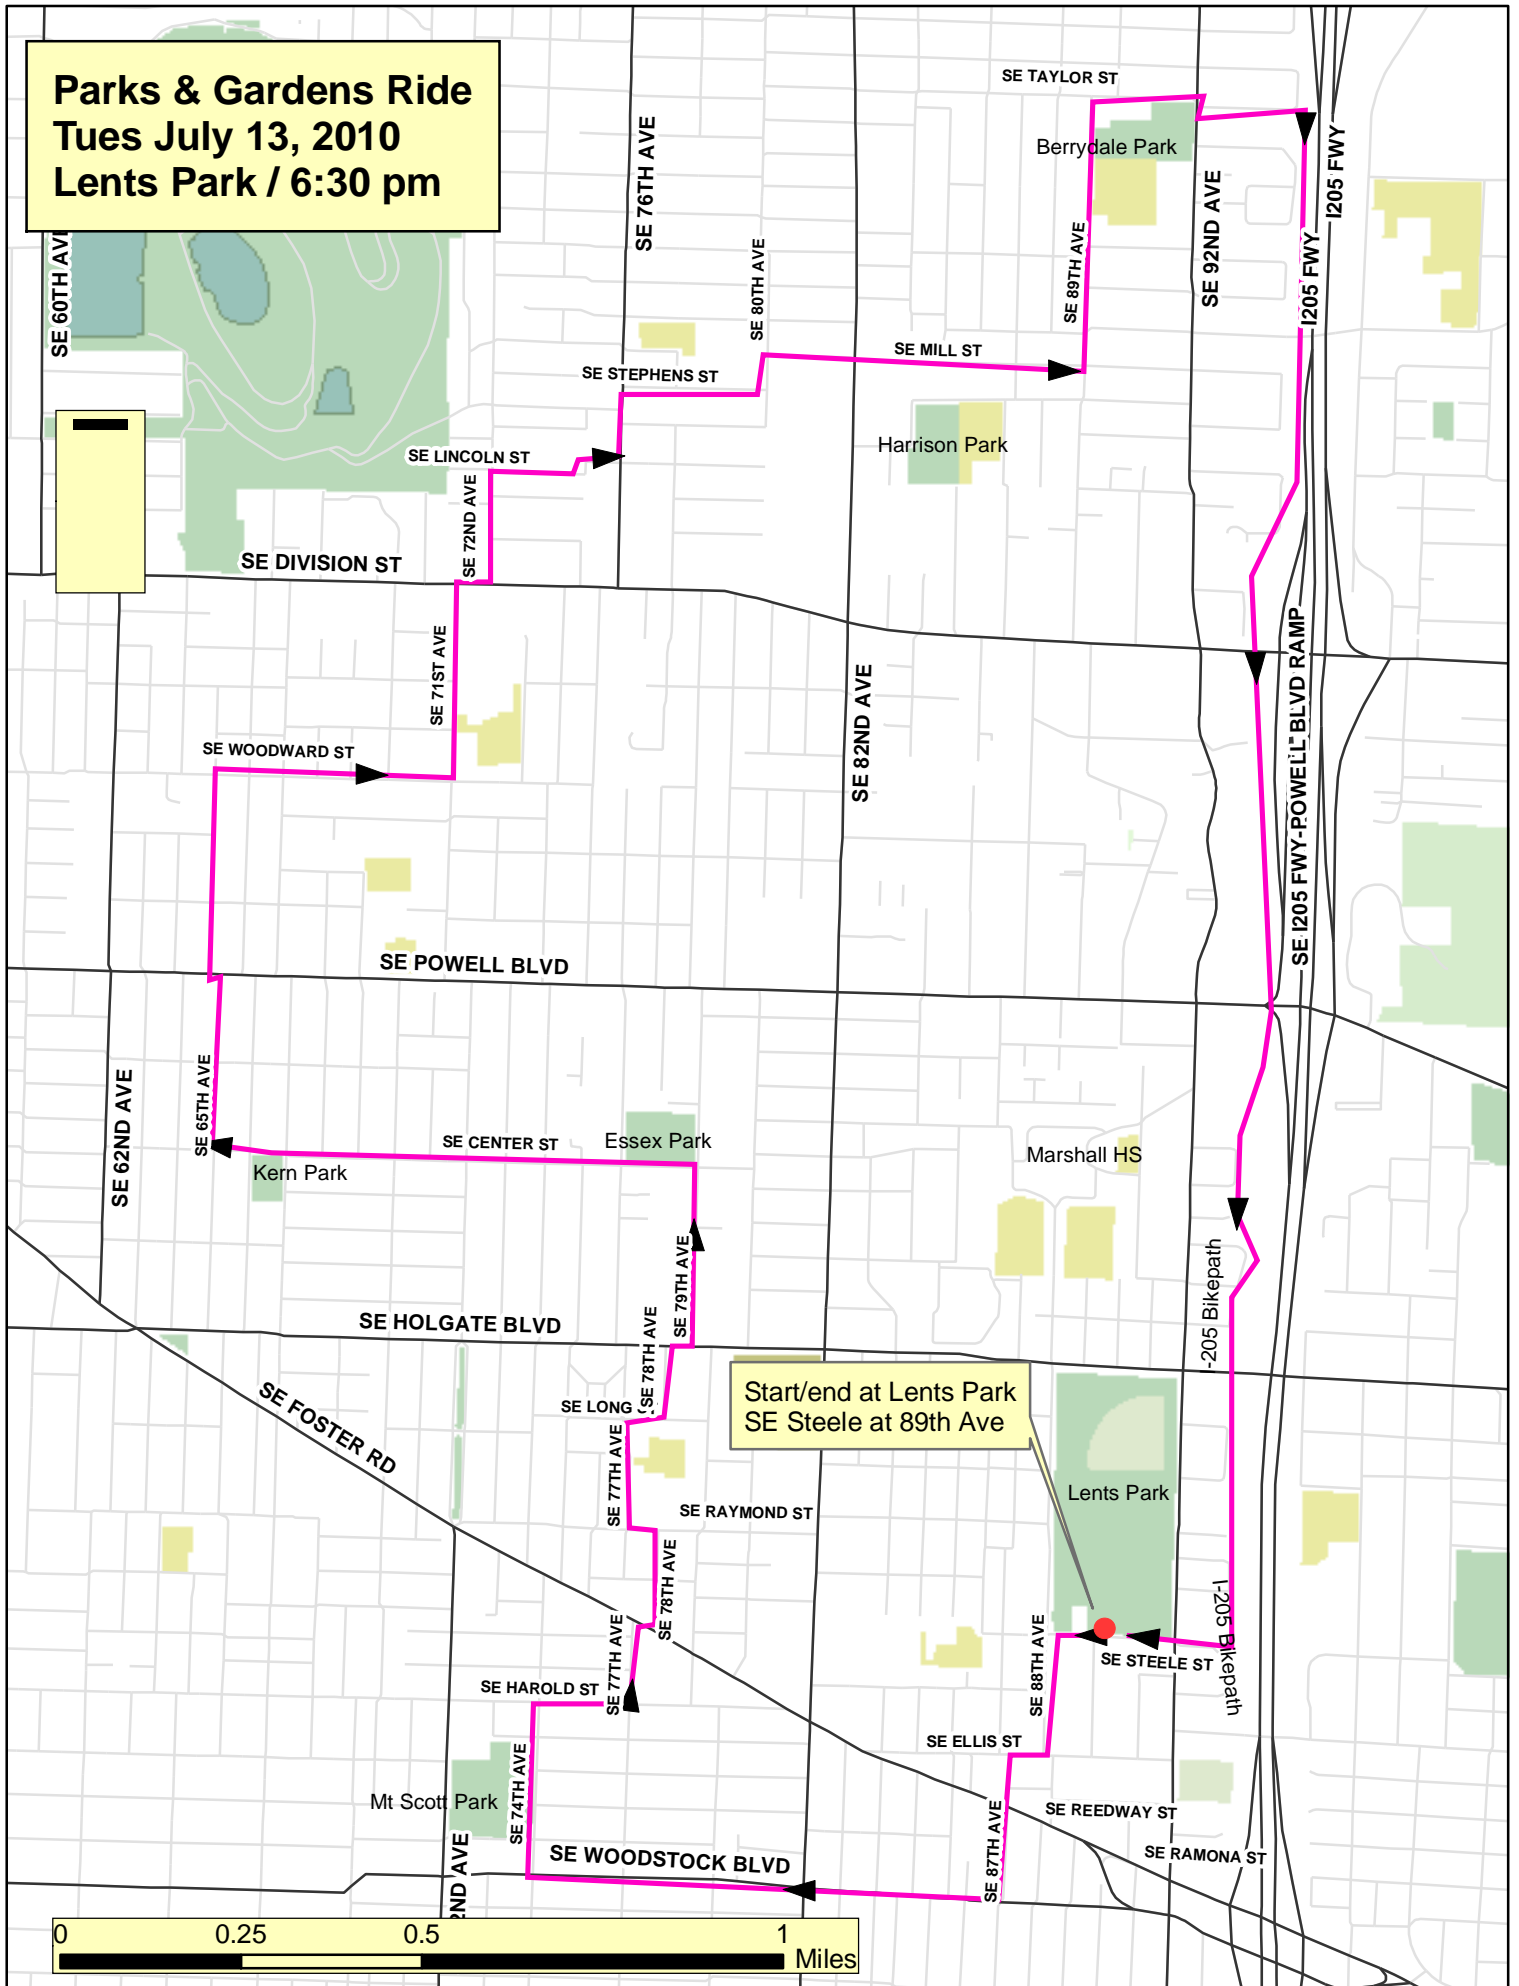 Parks & Gardens Ride
Tues July 13, 2010
Lents Park / 6:30 pm
SE TAYLOR ST
Berrydale Park
SE 76TH AVE
I205 FWY
SE 92ND AVE
SE 60TH AVE
SE 80TH AVE
SE 89TH AVE
I205 FWY
SE MILL ST
SE STEPHENS ST
Harrison Park
SE LINCOLN ST
SE 72ND AVE
SE DIVISION ST
SE 71ST AVE
SE 82ND AVE
SE I205 FWY-POWELL BLVD RAMP
SE WOODWARD ST
SE POWELL BLVD
SE 65TH AVE
SE 62ND AVE
SE CENTER ST
Essex Park
Kern Park
Marshall HS
SE 79TH AVE
I-205 Bikepath
SE HOLGATE BLVD
SE 78TH AVE
Start/end at Lents Park
SE Steele at 89th Ave
SE FOSTER RD
SE LONG
SE 77TH AVE
Lents Park
SE RAYMOND ST
SE 78TH AVE
I-205 Bikepath
SE 77TH AVE
SE 88TH AVE
SE STEELE ST
SE HAROLD ST
SE ELLIS ST
SE 74TH AVE
Mt Scott Park
SE REEDWAY ST
SE 87TH AVE
SE RAMONA ST
SE WOODSTOCK BLVD
2ND AVE
0 0.25 0.5 1
Miles